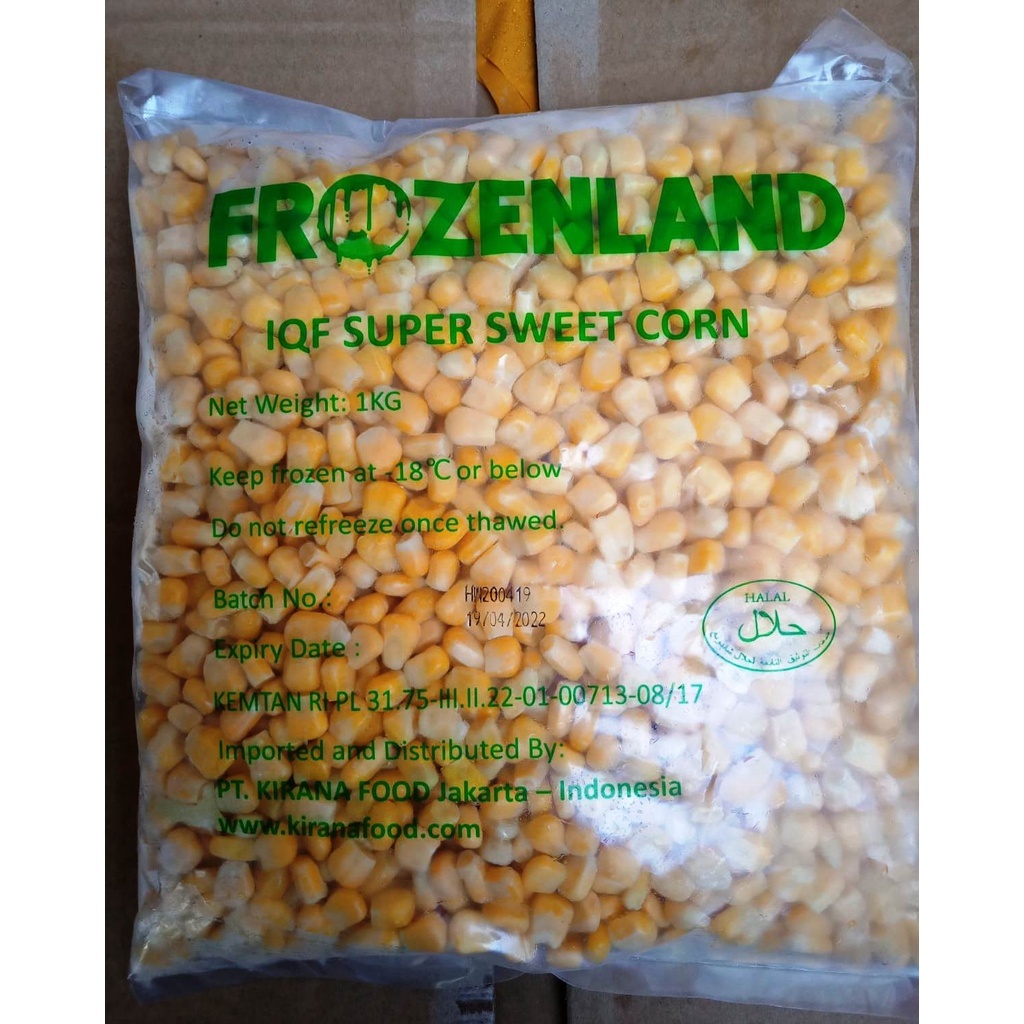 FROZENLAND
IQF SUPER SWEET CORN
Net Weight: 1KG
Keep frozen at -18℃ or below
Do not refreeze once thawed.
Batch No.: HN200419
19/04/2022
Expiry Date :
HALAL
حلال
KEMTAN RI-PL 31.75-III.II.22-01-00713-08/17
Imported and Distributed By:
PT. KIRANA FOOD Jakarta – Indonesia
www.kiranafood.com